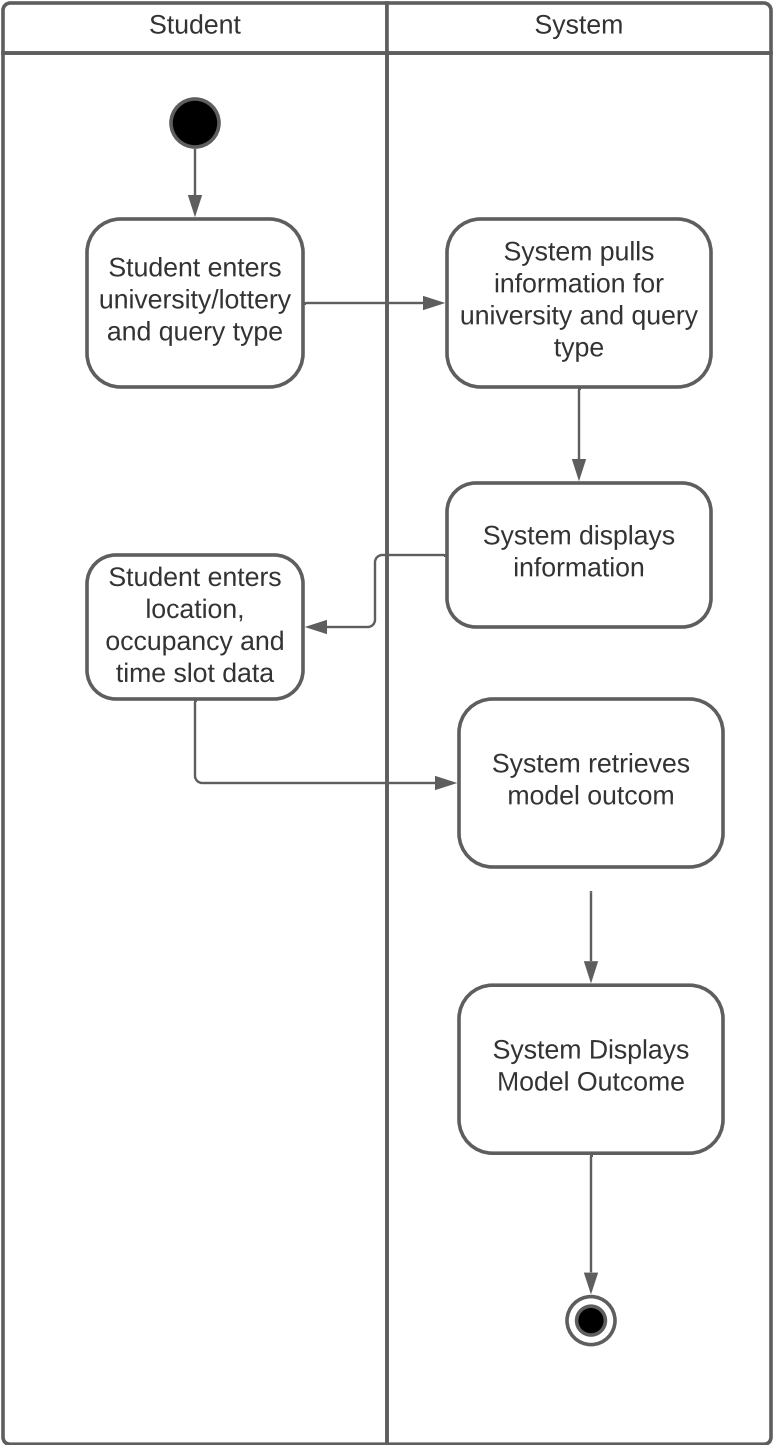 Student
System
Student enters
university/lottery
and query type
System pulls
information for
university and query
type
System displays
information
Student enters
location,
occupancy and
time slot data
System retrieves
model outcom
System Displays
Model Outcome